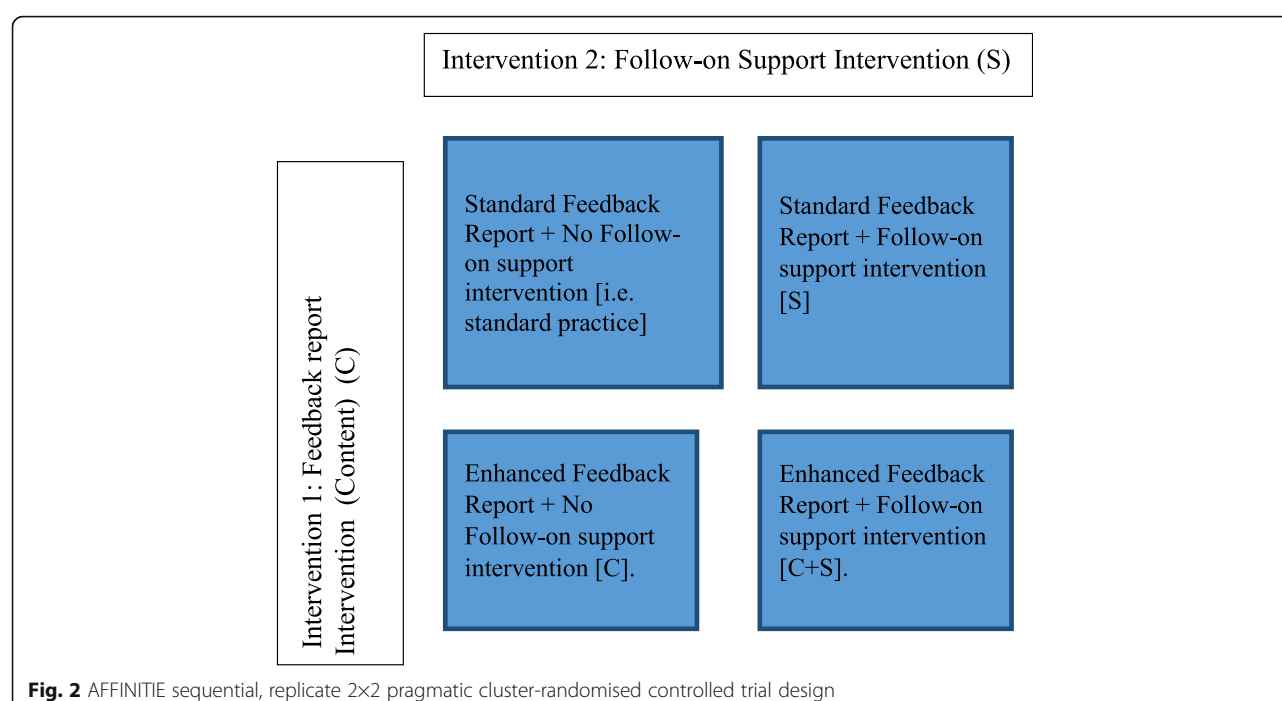 Intervention 2: Follow-on Support Intervention (S)
Intervention 1: Feedback report
Intervention (Content) (C)
Standard Feedback
Report + No Follow-
on support
intervention [i.e.
standard practice]
Standard Feedback
Report + Follow-on
support intervention
[S]
Enhanced Feedback
Report + No
Follow-on support
intervention [C].
Enhanced Feedback
Report + Follow-on
support intervention
[C+S].
Fig. 2 AFFINITIE sequential, replicate 2×2 pragmatic cluster-randomised controlled trial design